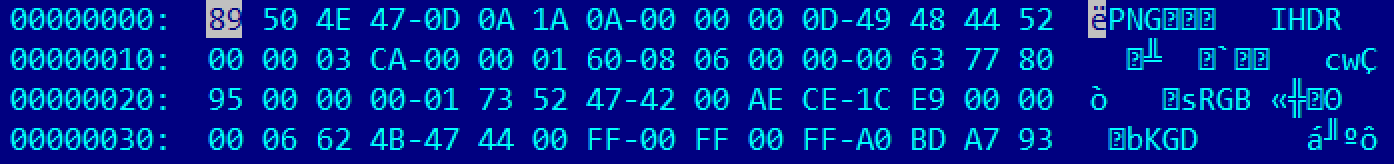 00000000:  89 50 4E 47-0D 0A 1A 0A-00 00 00 0D-49 48 44 52  ëPNG⍰⍰⍰    IHDR
00000010:  00 00 03 CA-00 00 01 60-08 06 00 00-00 63 77 80    ⍰╩  ⍰`⍰⍰   cwÇ
00000020:  95 00 00 00-01 73 52 47-42 00 AE CE-1C E9 00 00  ò   ⍰sRGB «╬⍰Θ
00000030:  00 06 62 4B-47 44 00 FF-00 FF 00 FF-A0 BD A7 93   ⍰bKGD      á╜ºô